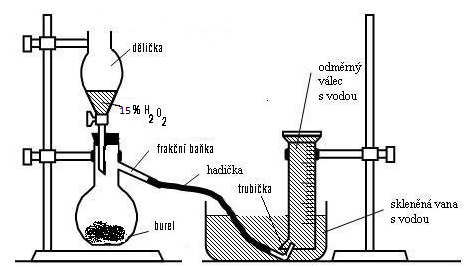 dělička
15% H2O2
frakční baňka
hadička
trubička
burel
odměrný
válec
s vodou
skleněná vana
s vodou